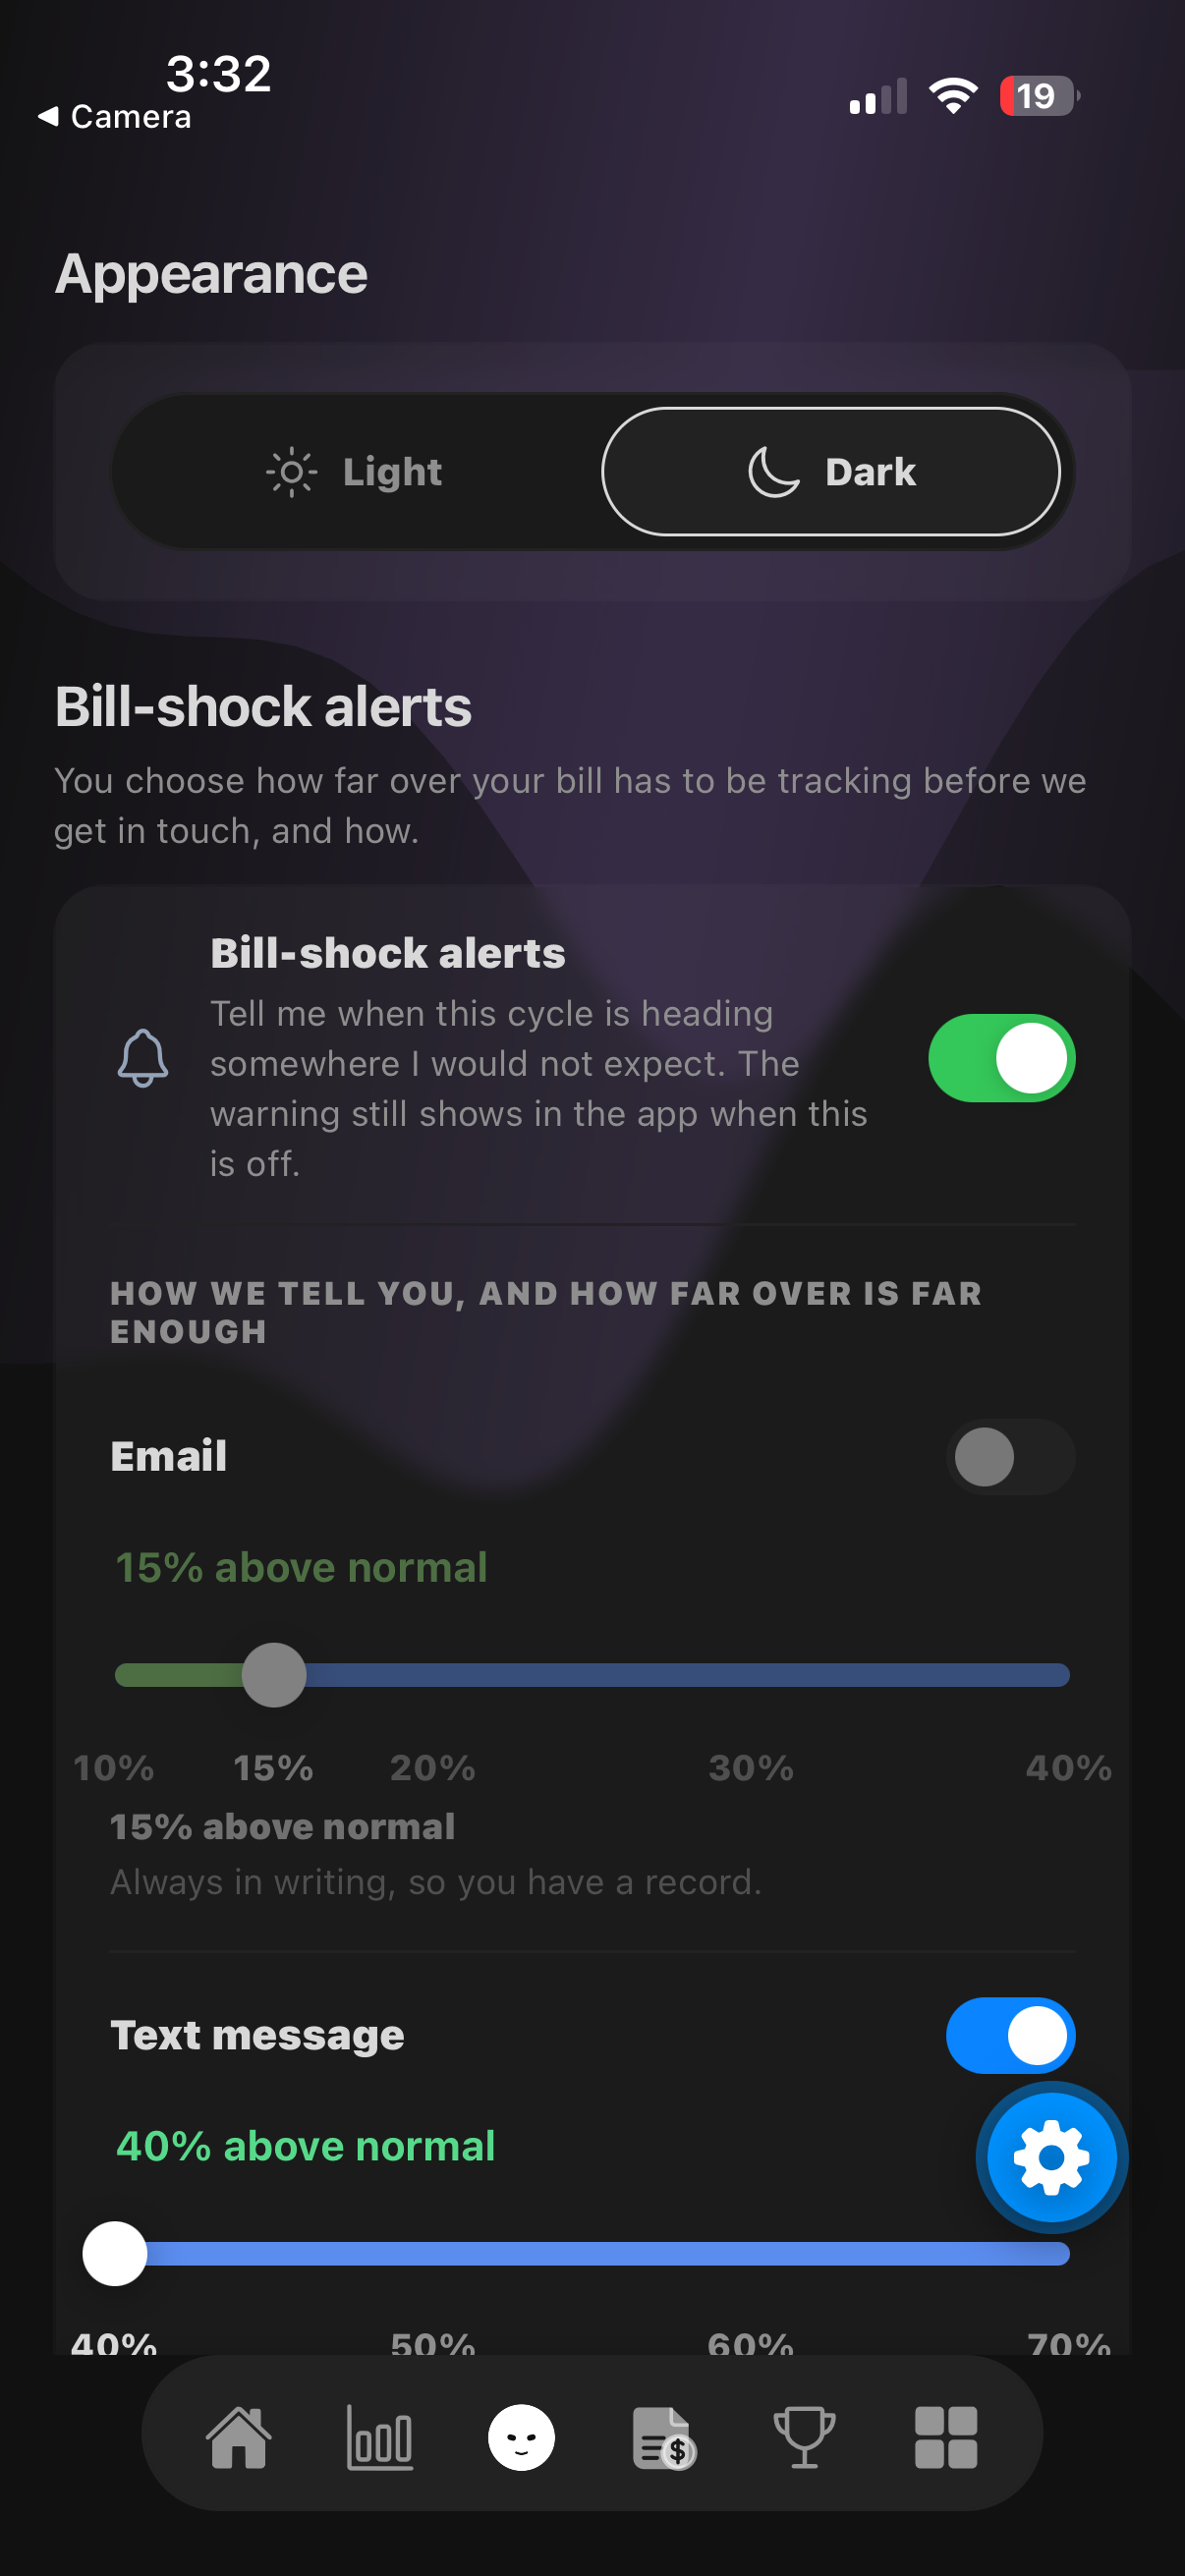 3:32
◀ Camera
19
Appearance
Light
Dark
Bill-shock alerts
You choose how far over your bill has to be tracking before we
get in touch, and how.
Bill-shock alerts
Tell me when this cycle is heading
somewhere I would not expect. The
warning still shows in the app when this
is off.
HOW WE TELL YOU, AND HOW FAR OVER IS FAR
ENOUGH
Email
15% above normal
10% 15% 20% 30% 40%
15% above normal
Always in writing, so you have a record.
Text message
40% above normal
40% 50% 60% 70%
$